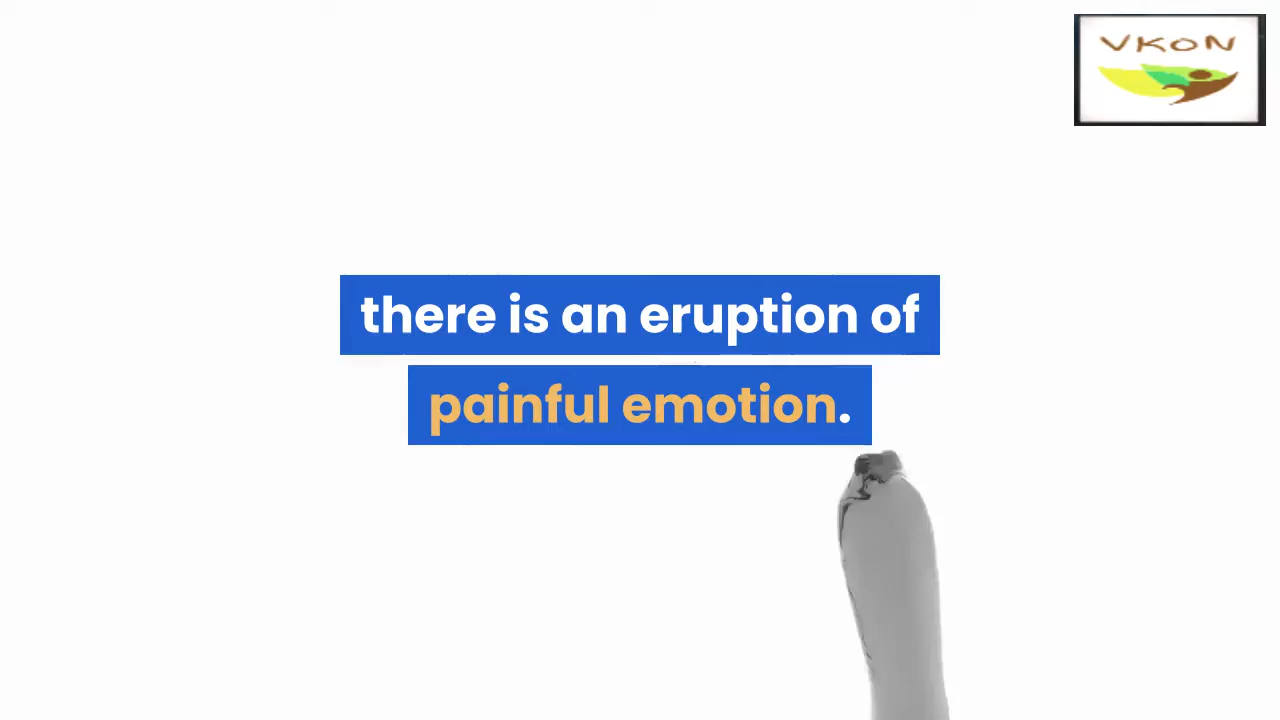 VKON
there is an eruption of
painful emotion.